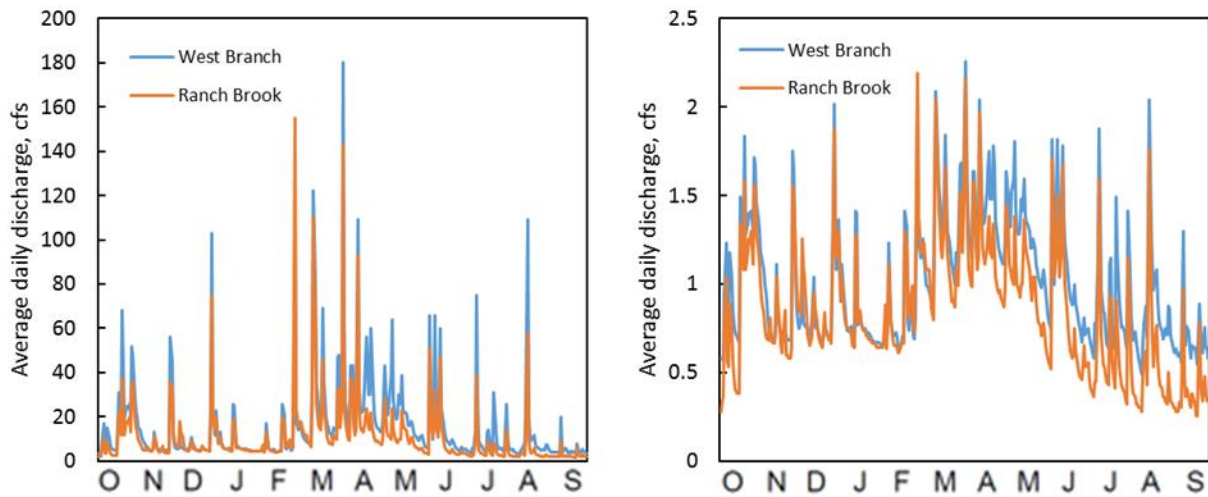 200
180
160
140
120
100
80
60
40
20
0
Average daily discharge, cfs
West Branch
Ranch Brook
O N D J F M A M J J A S
2.5
2
1.5
1
0.5
0
Average daily discharge, cfs
West Branch
Ranch Brook
O N D J F M A M J J A S